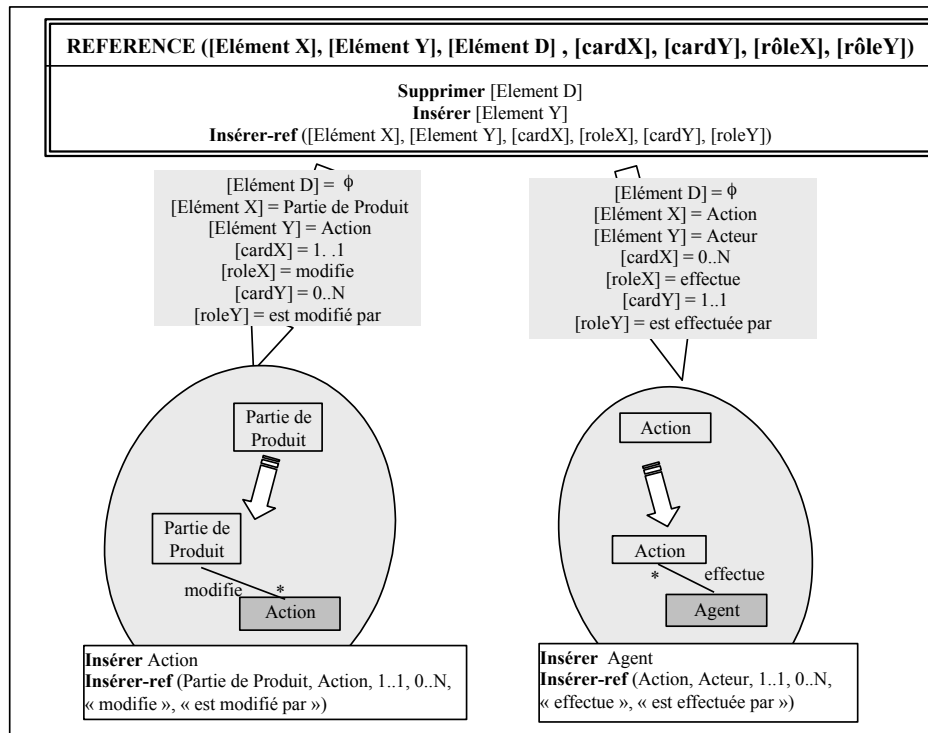 REFERENCE ([Elément X], [Elément Y], [Elément D] , [cardX], [cardY], [rôleX], [rôleY])
Supprimer [Element D]
Insérer [Element Y]
Insérer-ref ([Elément X], [Element Y], [cardX], [roleX], [cardY], [roleY])
[Elément D] = ϕ
[Elément X] = Partie de Produit
[Elément Y] = Action
[cardX] = 1. .1
[roleX] = modifie
[cardY] = 0..N
[roleY] = est modifié par
[Elément D] = ϕ
[Elément X] = Action
[Elément Y] = Acteur
[cardX] = 0..N
[roleX] = effectue
[cardY] = 1..1
[roleY] = est effectuée par
Partie de
Produit
Partie de
Produit
modifie *
Action
Action
Action
* effectue
Agent
Insérer Action
Insérer-ref (Partie de Produit, Action, 1..1, 0..N,
« modifie », « est modifié par »)
Insérer Agent
Insérer-ref (Action, Acteur, 1..1, 0..N,
« effectue », « est effectuée par »)